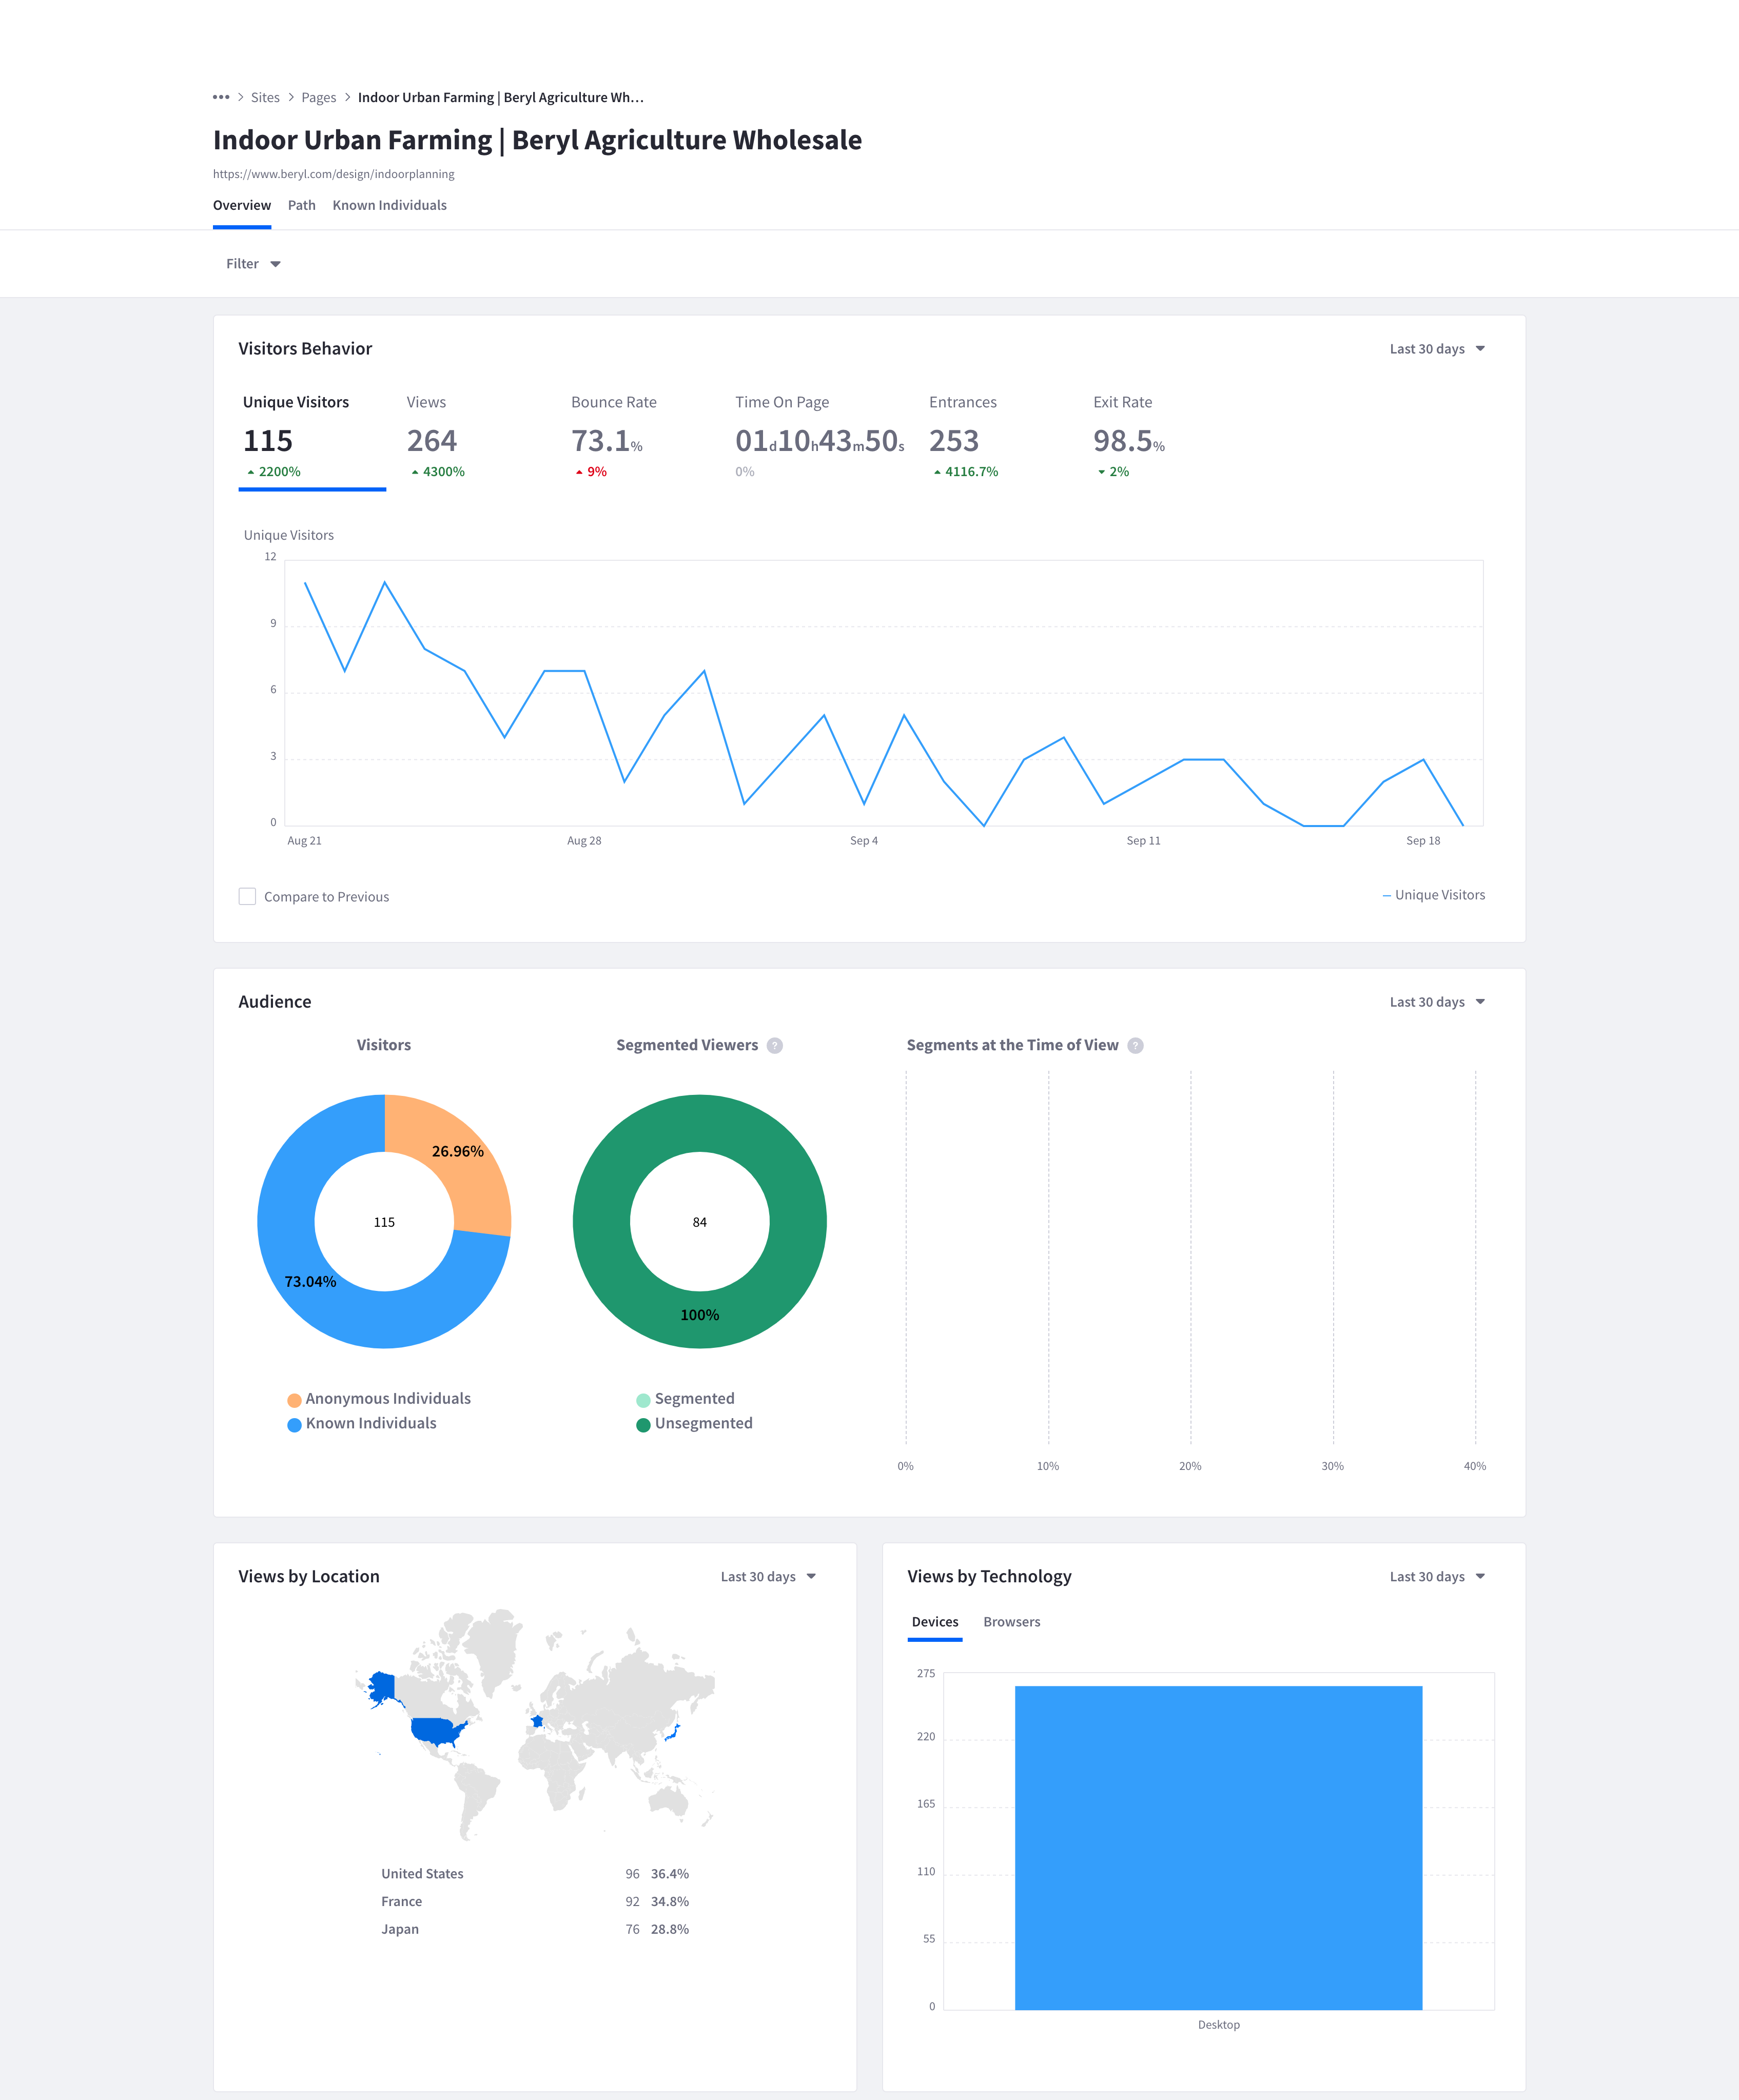 ••• > Sites > Pages > Indoor Urban Farming | Beryl Agriculture Wh...
Indoor Urban Farming | Beryl Agriculture Wholesale
https://www.beryl.com/design/indoorplanning
Overview Path Known Individuals
Filter
Visitors Behavior Last 30 days
Unique Visitors Views Bounce Rate Time On Page Entrances Exit Rate
115 264 73.1% 01d10h43m50s 253 98.5%
2200% 4300% 9% 0% 4116.7% 2%
Unique Visitors
12
9
6
3
0
Aug 21 Aug 28 Sep 4 Sep 11 Sep 18
Compare to Previous – Unique Visitors
Audience Last 30 days
Visitors Segmented Viewers ? Segments at the Time of View ?
26.96%
115 84
73.04%
100%
Anonymous Individuals Segmented
Known Individuals Unsegmented
0% 10% 20% 30% 40%
Views by Location Last 30 days
United States 96 36.4%
France 92 34.8%
Japan 76 28.8%
Views by Technology Last 30 days
Devices Browsers
275
220
165
110
55
0
Desktop